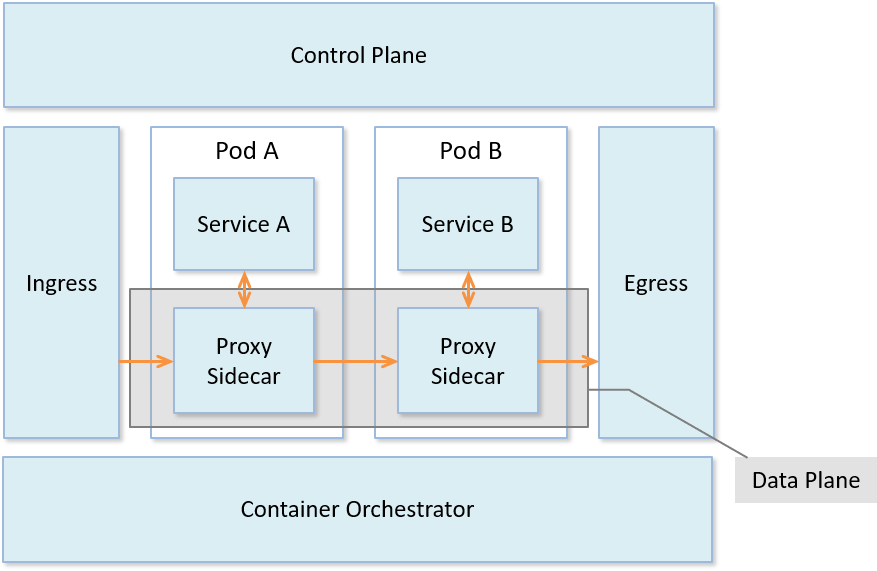 Control Plane
Pod A
Pod B
Service A
Service B
Ingress
Egress
Proxy
Sidecar
Proxy
Sidecar
Data Plane
Container Orchestrator